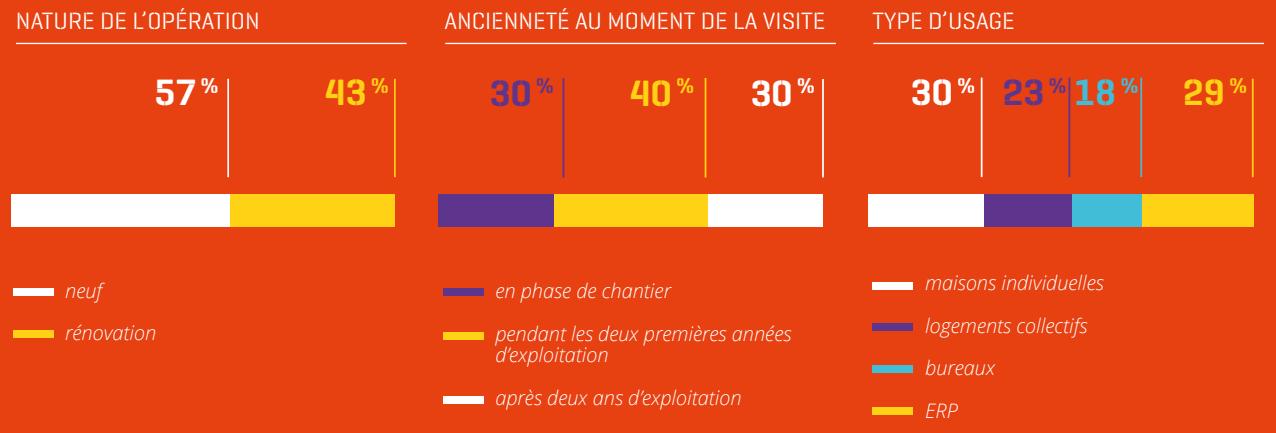 NATURE DE L’OPÉRATION
57 %
43 %
neuf
rénovation
ANCIENNETÉ AU MOMENT DE LA VISITE
30 %
40 %
30 %
en phase de chantier
pendant les deux premières années
d’exploitation
après deux ans d’exploitation
TYPE D’USAGE
30 %
23 %
18 %
29 %
maisons individuelles
logements collectifs
bureaux
ERP